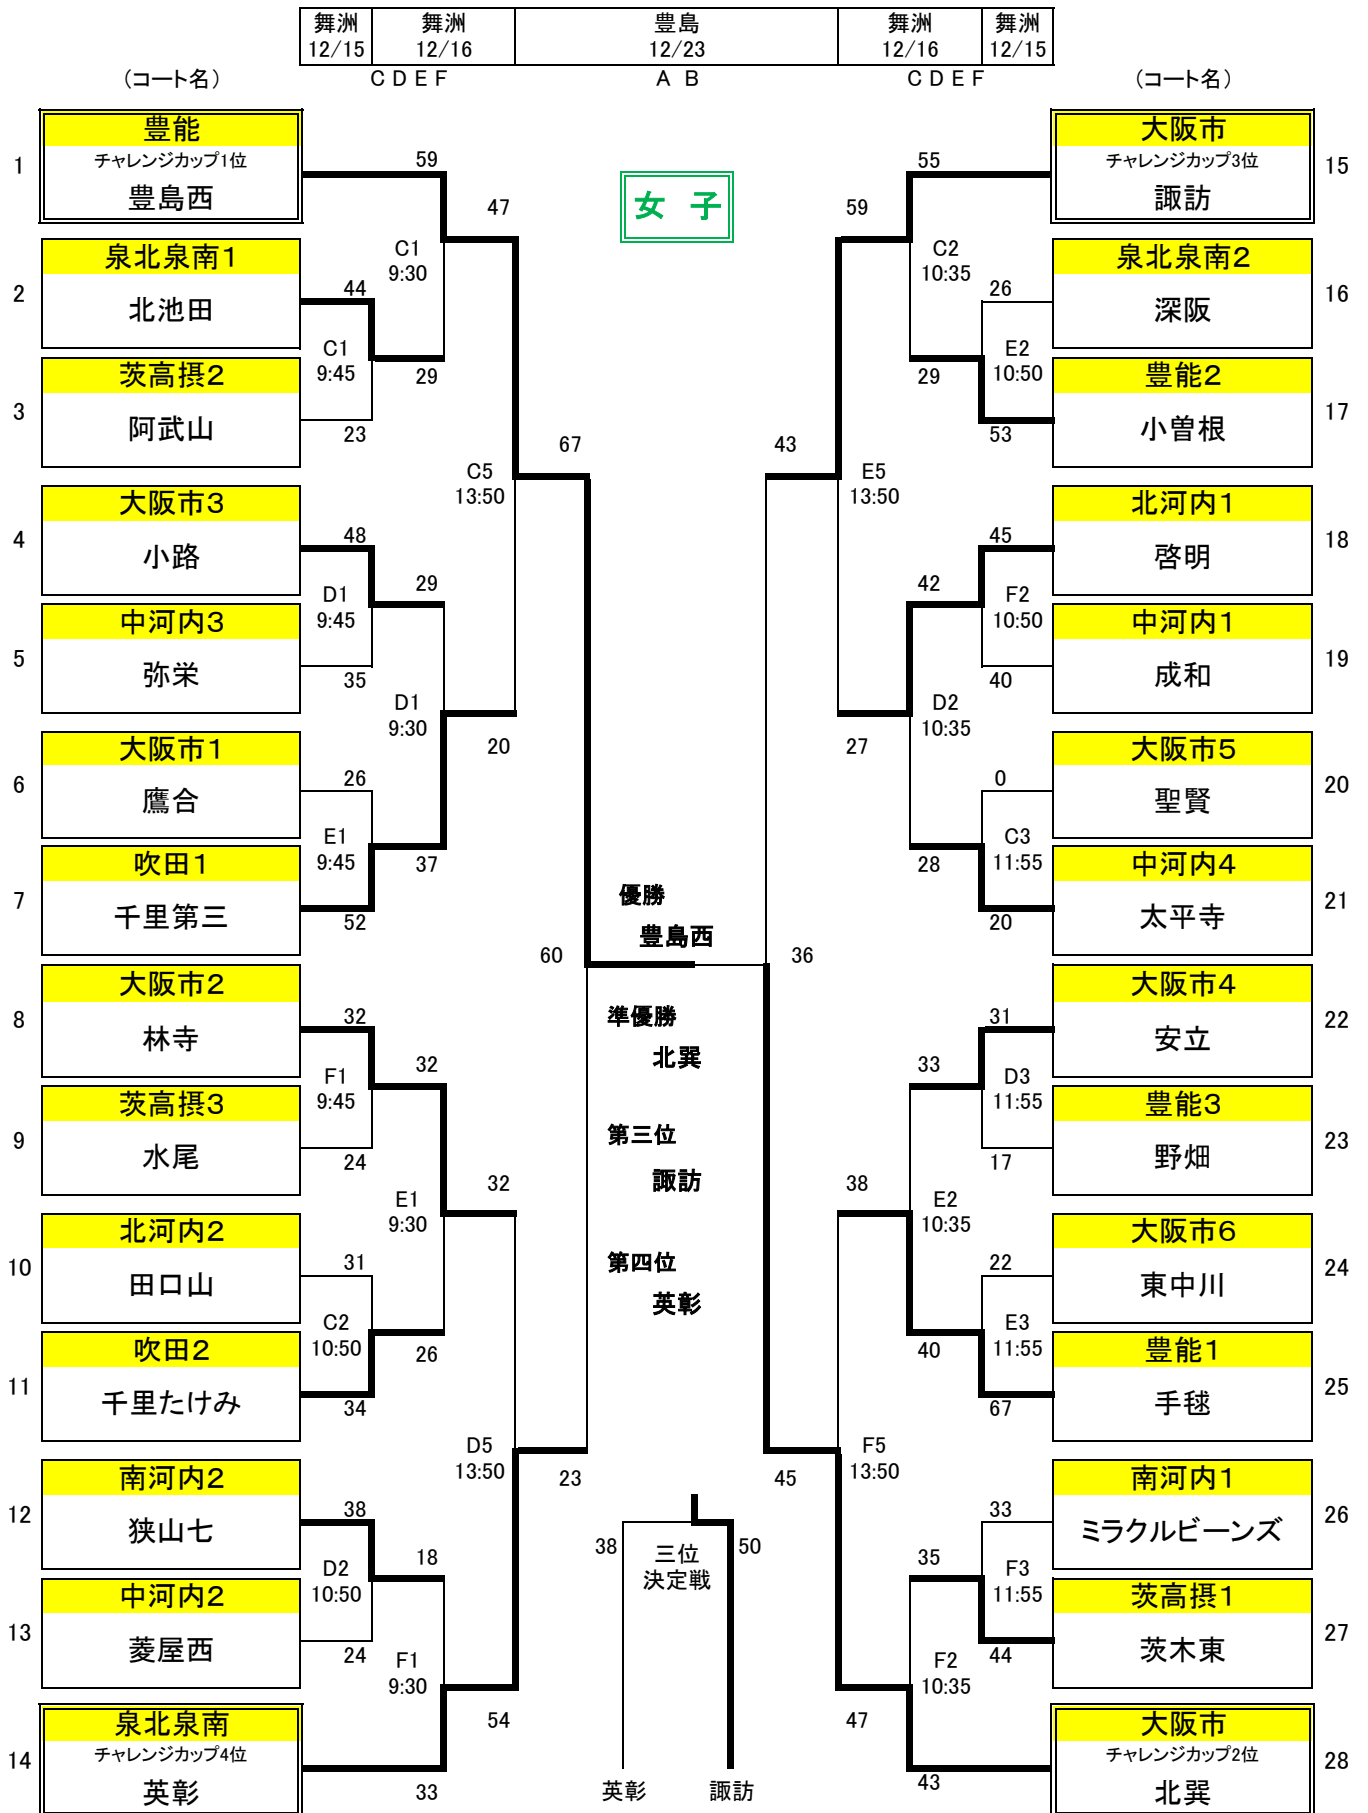 舞洲 舞洲 豊島 舞洲 舞洲
12/15 12/16 12/23 12/16 12/15
(コート名) C D E F A B C D E F (コート名)
女 子
1
豊能
チャレンジカップ1位
豊島西
2
泉北泉南1
北池田
3
茨高摂2
阿武山
4
大阪市3
小路
5
中河内3
弥栄
6
大阪市1
鷹合
7
吹田1
千里第三
8
大阪市2
林寺
9
茨高摂3
水尾
10
北河内2
田口山
11
吹田2
千里たけみ
12
南河内2
狭山七
13
中河内2
菱屋西
14
泉北泉南
チャレンジカップ4位
英彰
44
C1
9:45
23
48
D1
9:45
35
26
E1
9:45
52
32
F1
9:45
24
31
C2
10:50
34
38
D2
10:50
24
59
C1
9:30
29
29
D1
9:30
37
32
E1
9:30
26
18
F1
9:30
33
47
C5
13:50
20
32
D5
13:50
54
67
60
23
優勝
豊島西
準優勝
北巽
第三位
諏訪
第四位
英彰
38
三位
決定戦
50
英彰 諏訪
43
36
45
59
E5
13:50
27
38
F5
13:50
47
55
C2
10:35
29
42
D2
10:35
28
33
E2
10:35
40
35
F2
10:35
43
26
E2
10:50
53
45
F2
10:50
40
0
C3
11:55
20
31
D3
11:55
17
22
E3
11:55
67
33
F3
11:55
44
大阪市
チャレンジカップ3位
諏訪
15
泉北泉南2
深阪
16
豊能2
小曽根
17
北河内1
啓明
18
中河内1
成和
19
大阪市5
聖賢
20
中河内4
太平寺
21
大阪市4
安立
22
豊能3
野畑
23
大阪市6
東中川
24
豊能1
手毬
25
南河内1
ミラクルビーンズ
26
茨高摂1
茨木東
27
大阪市
チャレンジカップ2位
北巽
28